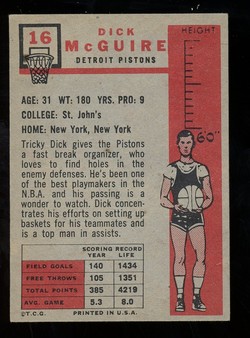 16
DICK
McGUIRE
DETROIT PISTONS
HEIGHT
6'0"
AGE: 31 WT: 180 YRS. PRO: 9
COLLEGE: St. John's
HOME: New York, New York
Tricky Dick gives the Pistons
a fast break organizer, who
loves to find holes in the
enemy defenses. He's been one
of the best playmakers in the
N.B.A. and his passing is a
wonder to watch. Dick concen-
trates his efforts on setting up
baskets for his teammates and
is a top man in assists.
SCORING RECORD
YEAR LIFE
FIELD GOALS 140 1434
FREE THROWS 105 1351
TOTAL POINTS 385 4219
AVG. GAME 5.3 8.0
©T.C.G. PRINTED IN U.S.A.